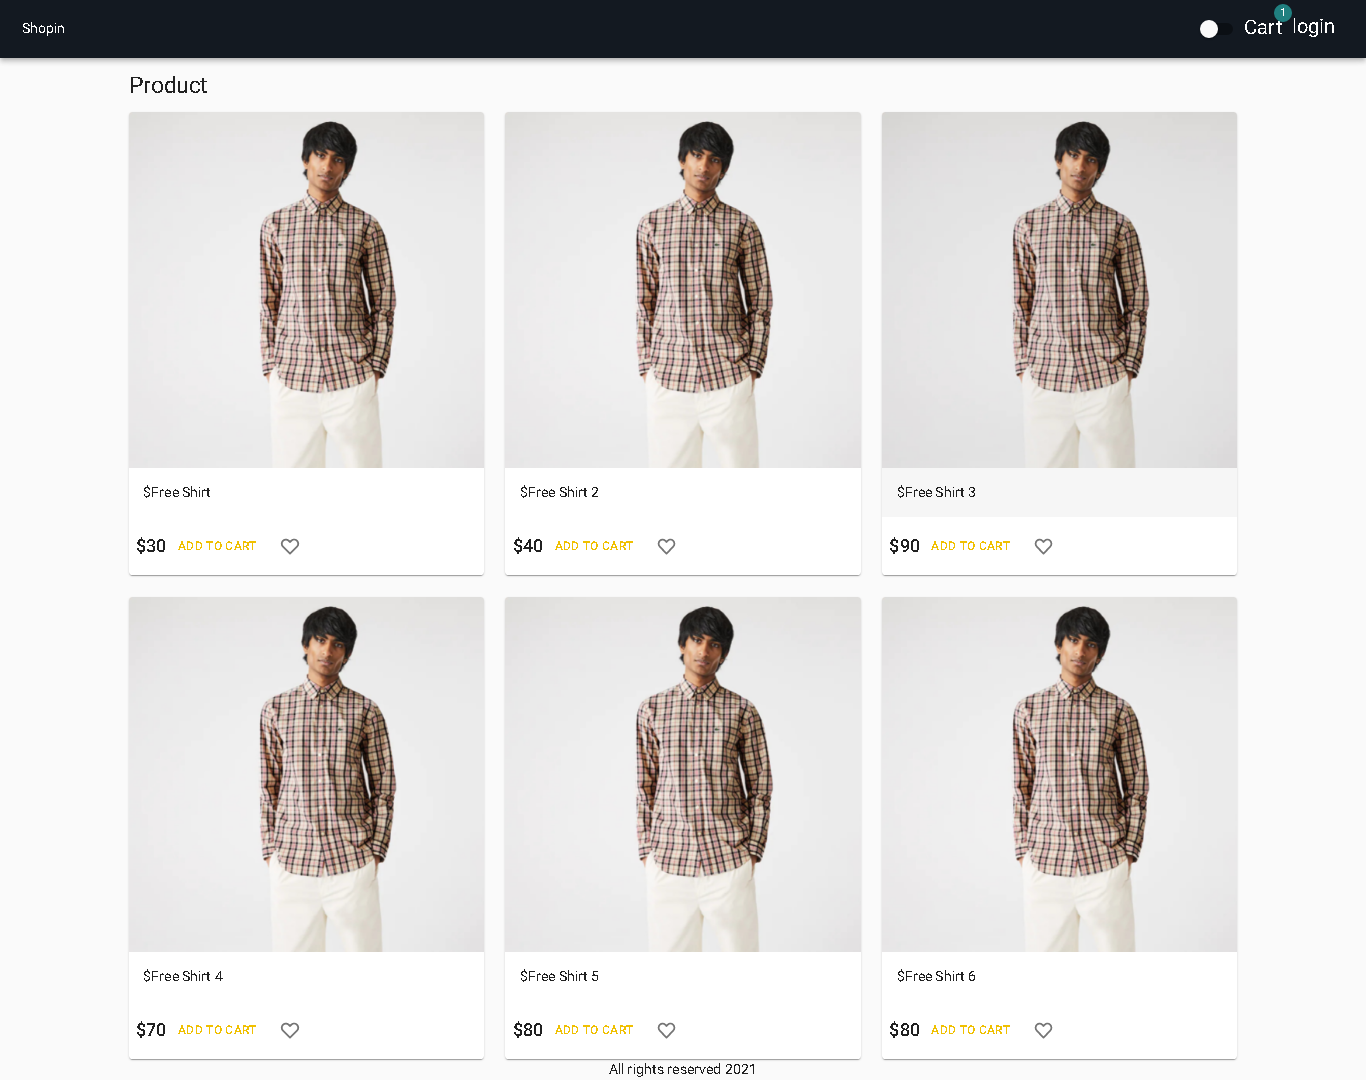 Shopin
1
Cart login
Product
$Free Shirt
$Free Shirt 2
$Free Shirt 3
$30 ADD TO CART
$40 ADD TO CART
$90 ADD TO CART
$Free Shirt 4
$Free Shirt 5
$Free Shirt 6
$70 ADD TO CART
$80 ADD TO CART
$80 ADD TO CART
All rights reserved 2021